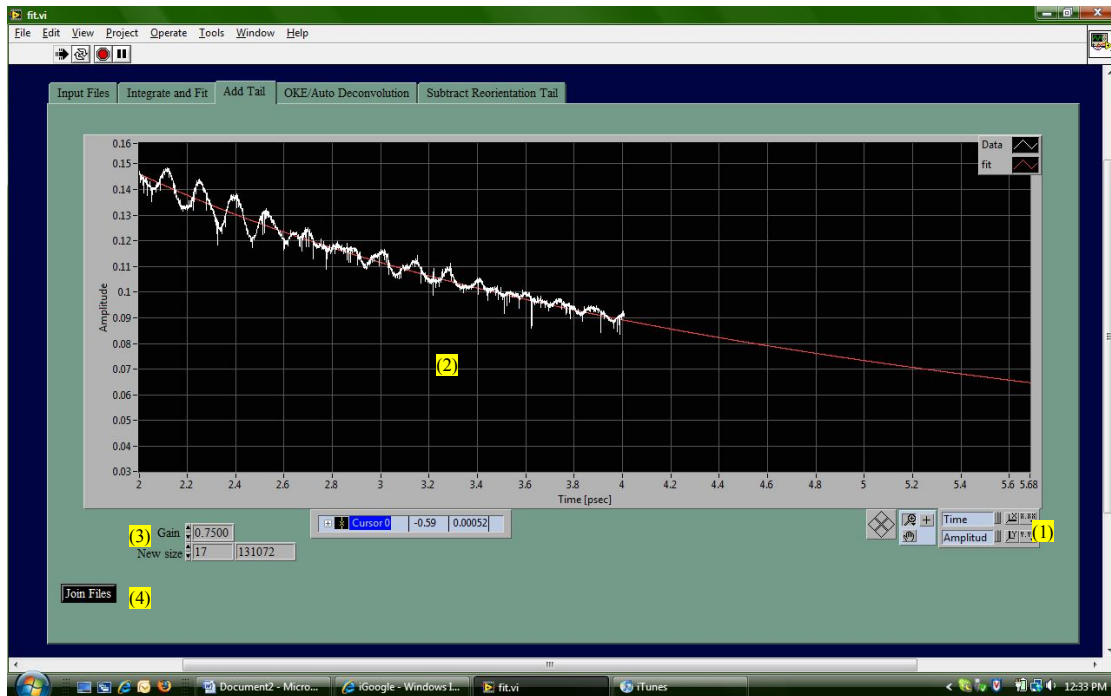 fit.vi
File Edit View Project Operate Tools Window Help
Input Files Integrate and Fit Add Tail OKE/Auto Deconvolution Subtract Reorientation Tail
Data
fit
0.16
0.15
0.14
0.13
0.12
0.11
0.1
0.09
0.08
0.07
0.06
0.05
0.04
0.03
Amplitude
(2)
2 2.2 2.4 2.6 2.8 3 3.2 3.4 3.6 3.8 4 4.2 4.4 4.6 4.8 5 5.2 5.4 5.6 5.68
Time [psec]
Cursor 0 -0.59 0.00052
(3) Gain 0.7500
New size 17 131072
Time
Amplitud
(1)
Join Files (4)
Document2 - Micro... iGoogle - Windows I... fit.vi iTunes 12:33 PM